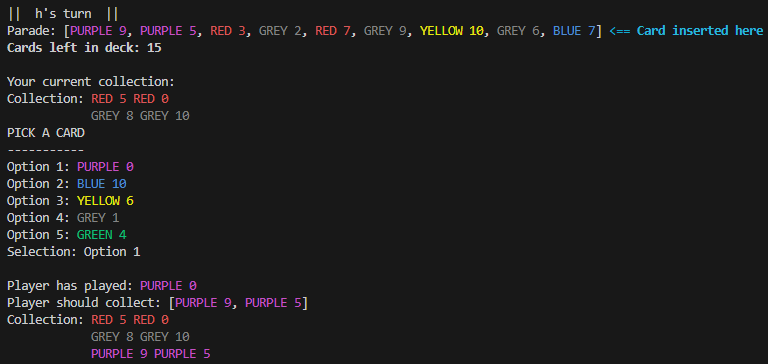 ||  h's turn  ||
Parade: [PURPLE 9, PURPLE 5, RED 3, GREY 2, RED 7, GREY 9, YELLOW 10, GREY 6, BLUE 7] <== Card inserted here
Cards left in deck: 15
Your current collection:
Collection: RED 5 RED 0
GREY 8 GREY 10
PICK A CARD
-----------
Option 1: PURPLE 0
Option 2: BLUE 10
Option 3: YELLOW 6
Option 4: GREY 1
Option 5: GREEN 4
Selection: Option 1
Player has played: PURPLE 0
Player should collect: [PURPLE 9, PURPLE 5]
Collection: RED 5 RED 0
GREY 8 GREY 10
PURPLE 9 PURPLE 5